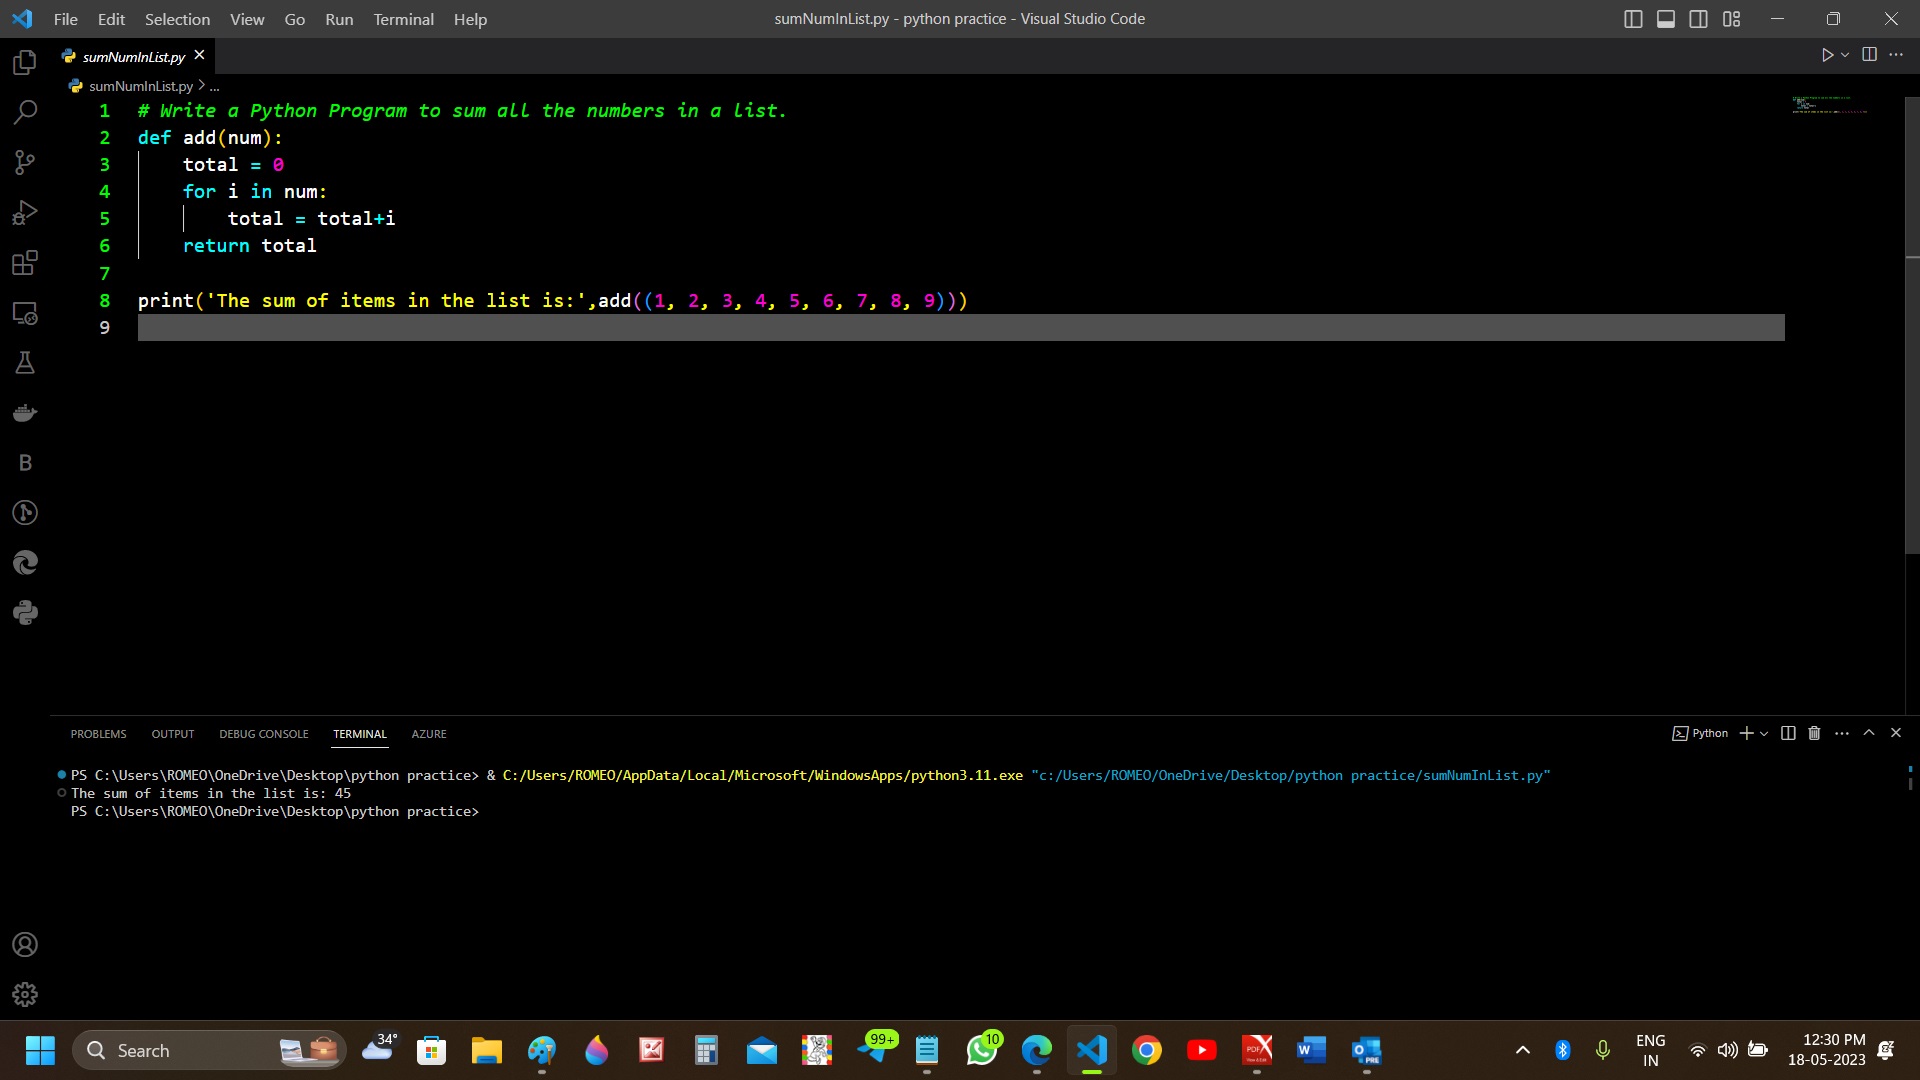 File Edit Selection View Go Run Terminal Help sumNumInList.py - python practice - Visual Studio Code
sumNumInList.py
sumNumInList.py > ...
1 # Write a Python Program to sum all the numbers in a list.
2 def add(num):
3 total = 0
4 for i in num:
5 total = total+i
6 return total
7
8 print('The sum of items in the list is:',add((1, 2, 3, 4, 5, 6, 7, 8, 9)))
9
B
PROBLEMS OUTPUT DEBUG CONSOLE TERMINAL AZURE Python
PS C:\Users\ROMEO\OneDrive\Desktop\python practice> & C:/Users/ROMEO/AppData/Local/Microsoft/WindowsApps/python3.11.exe "c:/Users/ROMEO/OneDrive/Desktop/python practice/sumNumInList.py"
The sum of items in the list is: 45
PS C:\Users\ROMEO\OneDrive\Desktop\python practice>
Search 34° 99+ 10 PDF W PRE ENG 12:30 PM
IN 18-05-2023